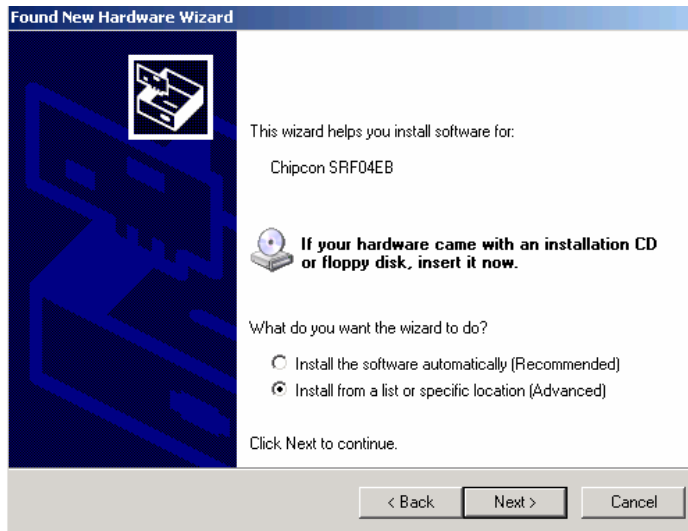 Found New Hardware Wizard
This wizard helps you install software for:
Chipcon SRF04EB
If your hardware came with an installation CD
or floppy disk, insert it now.
What do you want the wizard to do?
Install the software automatically (Recommended)
Install from a list or specific location (Advanced)
Click Next to continue.
< Back Next > Cancel